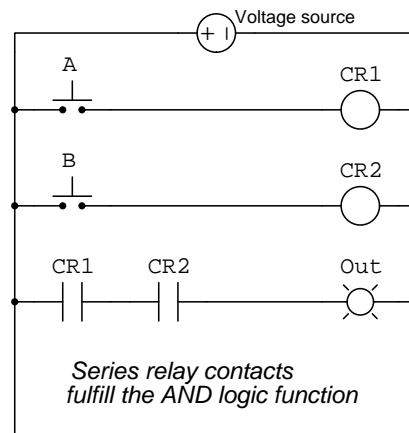 Voltage source
+ -
A
CR1
B
CR2
CR1 CR2 Out
Series relay contacts
fulfill the AND logic function